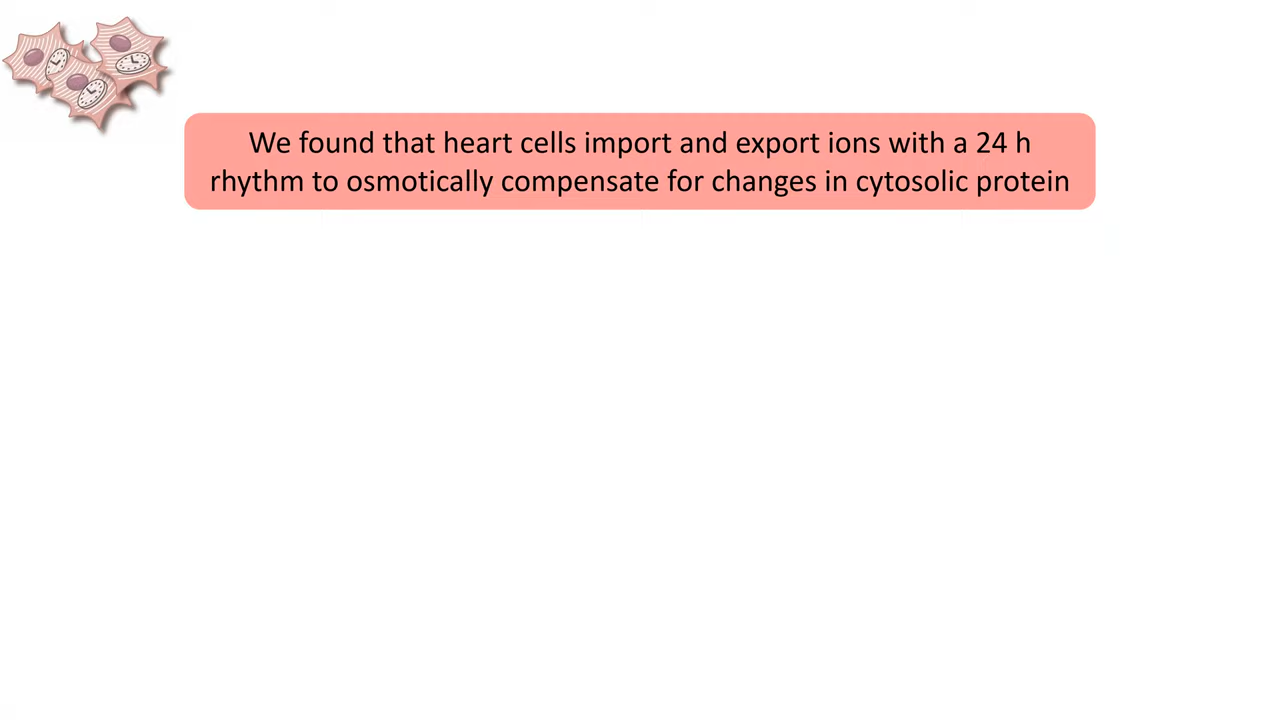 We found that heart cells import and export ions with a 24 h
rhythm to osmotically compensate for changes in cytosolic protein